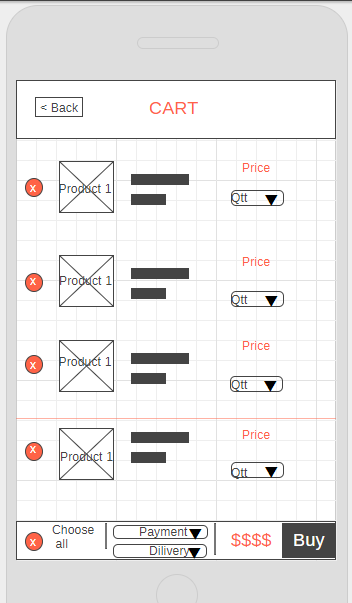 < Back
CART
Price
x
Product 1
Qtt
Price
x
Product 1
Qtt
Price
x
Product 1
Qtt
Price
x
Product 1
Qtt
Choose
all
x
Payment
Dilivery
$$$$
Buy